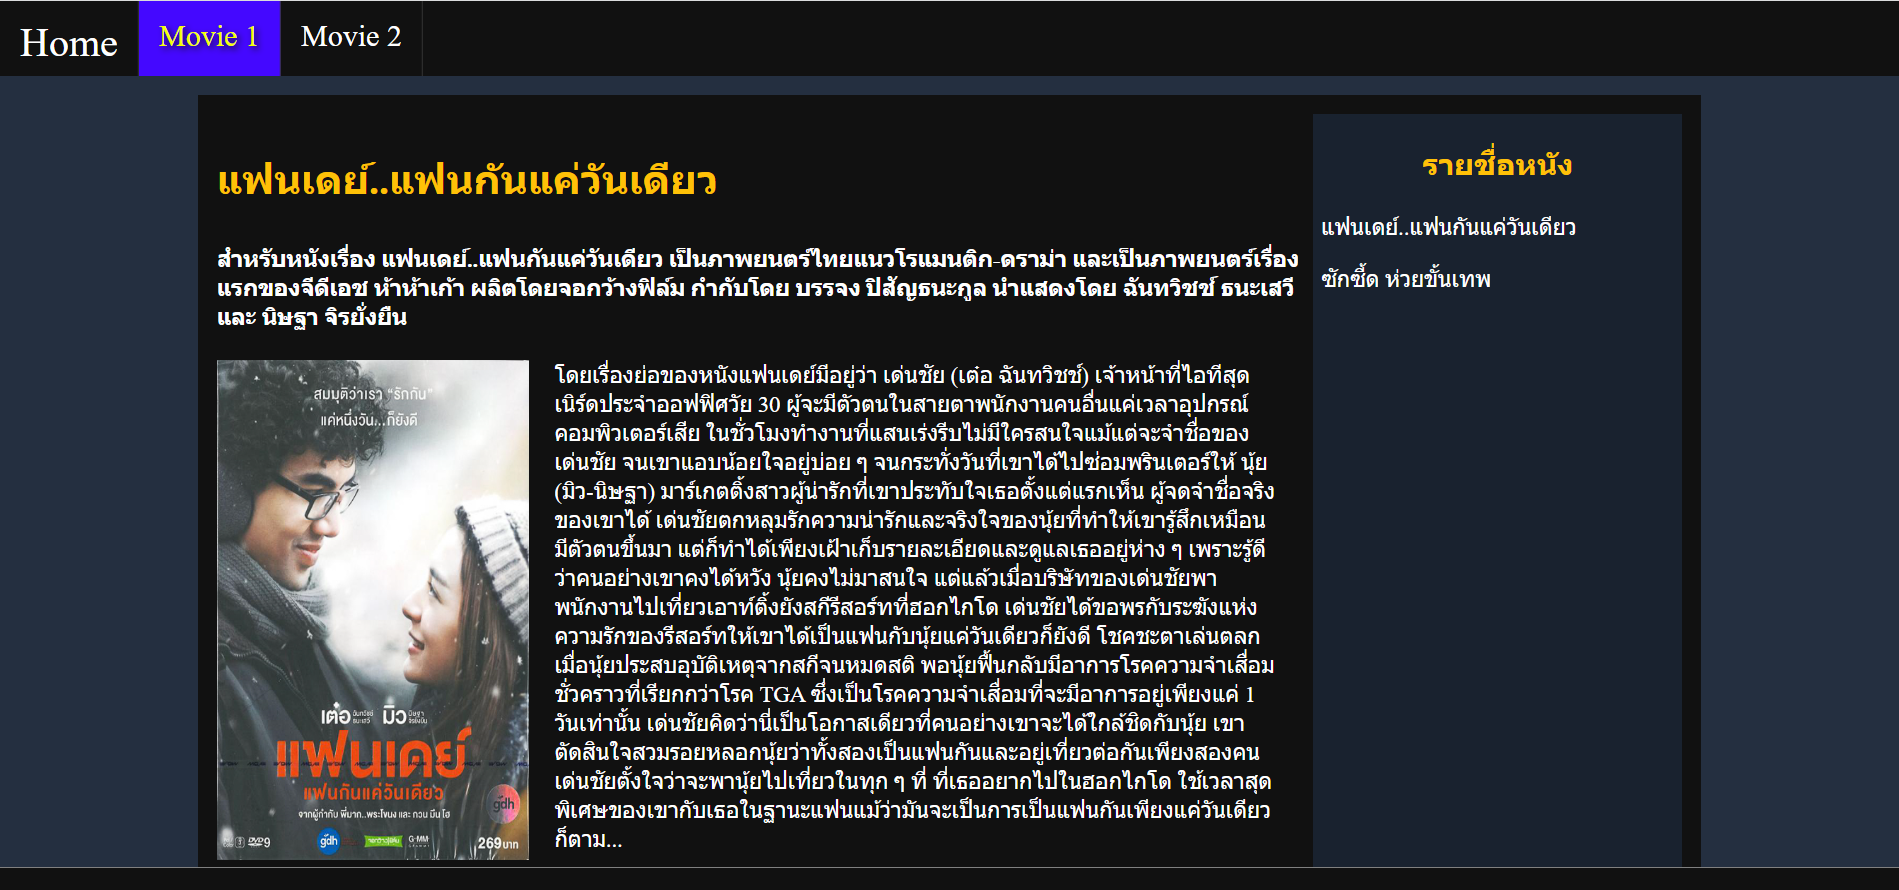 Home
Movie 1
Movie 2
แฟนเดย์..แฟนกันแค่วันเดียว
สำหรับหนังเรื่อง แฟนเดย์..แฟนกันแค่วันเดียว เป็นภาพยนตร์ไทยแนวโรแมนติก-ดราม่า และเป็นภาพยนตร์เรื่อง
แรกของจีดีเอช ห้าห้าเก้า ผลิตโดยจอกว้างฟิล์ม กำกับโดย บรรจง ปิสัญธนะกูล นำแสดงโดย ฉันทวิชช์ ธนะเสวี
และ นิษฐา จิรยั่งยืน
สมมุติว่าเรา “รักกัน”
แค่หนึ่งวัน...ก็ยังดี
เต๋อ ฉันทวิชช์ ธนะเสวี มิว นิษฐา จิรยั่งยืน
แฟนเดย์
แฟนกันแค่วันเดียว
gdh
จากผู้กำกับ พี่มาก..พระโขนง และ กวน มึน โฮ
DVD 9
gdh
269บาท
โดยเรื่องย่อของหนังแฟนเดย์มีอยู่ว่า เด่นชัย (เต๋อ ฉันทวิชช์) เจ้าหน้าที่ไอทีสุด
เนิร์ดประจำออฟฟิศวัย 30 ผู้จะมีตัวตนในสายตาพนักงานคนอื่นแค่เวลาอุปกรณ์
คอมพิวเตอร์เสีย ในชั่วโมงทำงานที่แสนเร่งรีบไม่มีใครสนใจแม้แต่จะจำชื่อของ
เด่นชัย จนเขาแอบน้อยใจอยู่บ่อย ๆ จนกระทั่งวันที่เขาได้ไปซ่อมพรินเตอร์ให้ นุ้ย
(มิว-นิษฐา) มาร์เกตติ้งสาวผู้น่ารักที่เขาประทับใจเธอตั้งแต่แรกเห็น ผู้จดจำชื่อจริง
ของเขาได้ เด่นชัยตกหลุมรักความน่ารักและจริงใจของนุ้ยที่ทำให้เขารู้สึกเหมือน
มีตัวตนขึ้นมา แต่ก็ทำได้เพียงเฝ้าเก็บรายละเอียดและดูแลเธออยู่ห่าง ๆ เพราะรู้ดี
ว่าคนอย่างเขาคงได้หวัง นุ้ยคงไม่มาสนใจ แต่แล้วเมื่อบริษัทของเด่นชัยพา
พนักงานไปเที่ยวเอาท์ติ้งยังสกีรีสอร์ทที่ฮอกไกโด เด่นชัยได้ขอพรกับระฆังแห่ง
ความรักของรีสอร์ทให้เขาได้เป็นแฟนกับนุ้ยแค่วันเดียวก็ยังดี โชคชะตาเล่นตลก
เมื่อนุ้ยประสบอุบัติเหตุจากสกีจนหมดสติ พอนุ้ยฟื้นกลับมีอาการโรคความจำเสื่อม
ชั่วคราวที่เรียกกว่าโรค TGA ซึ่งเป็นโรคความจำเสื่อมที่จะมีอาการอยู่เพียงแค่ 1
วันเท่านั้น เด่นชัยคิดว่านี่เป็นโอกาสเดียวที่คนอย่างเขาจะได้ใกล้ชิดกับนุ้ย เขา
ตัดสินใจสวมรอยหลอกนุ้ยว่าทั้งสองเป็นแฟนกันและอยู่เที่ยวต่อกันเพียงสองคน
เด่นชัยตั้งใจว่าจะพานุ้ยไปเที่ยวในทุก ๆ ที่ ที่เธออยากไปในฮอกไกโด ใช้เวลาสุด
พิเศษของเขากับเธอในฐานะแฟนแม้ว่ามันจะเป็นการเป็นแฟนกันเพียงแค่วันเดียว
ก็ตาม...
รายชื่อหนัง
แฟนเดย์..แฟนกันแค่วันเดียว
ซักซี้ด ห่วยขั้นเทพ